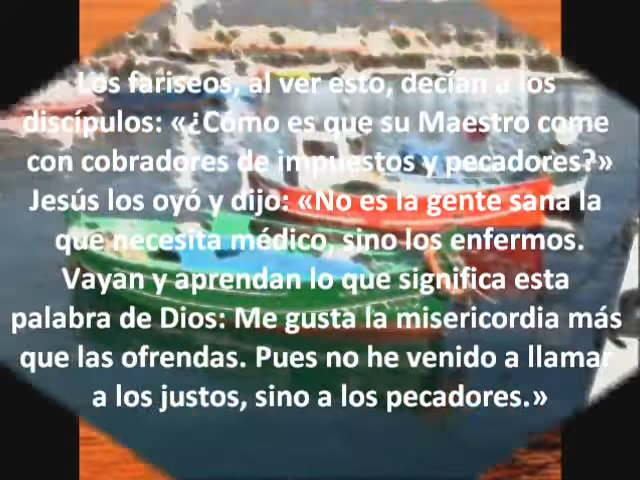 Los fariseos, al ver esto, decían a los
discípulos: «¿Cómo es que su Maestro come
con cobradores de impuestos y pecadores?»
Jesús los oyó y dijo: «No es la gente sana la
que necesita médico, sino los enfermos.
Vayan y aprendan lo que significa esta
palabra de Dios: Me gusta la misericordia más
que las ofrendas. Pues no he venido a llamar
a los justos, sino a los pecadores.»